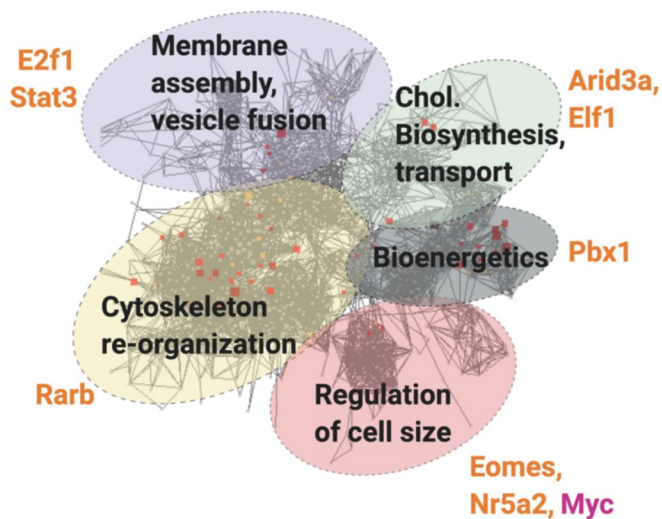 E2f1
Stat3
Membrane
assembly,
vesicle fusion
Chol.
Biosynthesis,
transport
Arid3a,
Elf1
Bioenergetics
Pbx1
Cytoskeleton
re-organization
Rarb
Regulation
of cell size
Eomes,
Nr5a2, Myc